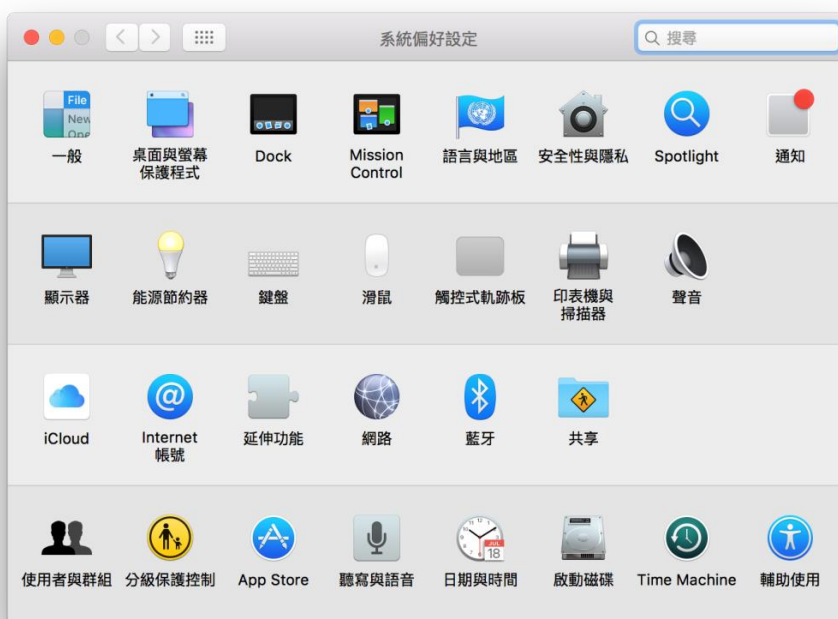 系統偏好設定
搜尋
File
New
Ope
一般
桌面與螢幕
保護程式
Dock
Mission
Control
語言與地區
安全性與隱私
Spotlight
通知
顯示器
能源節約器
鍵盤
滑鼠
觸控式軌跡板
印表機與
掃描器
聲音
iCloud
@
Internet
帳號
延伸功能
網路
藍牙
共享
使用者與群組
分級保護控制
App Store
聽寫與語音
JUL
18
日期與時間
啟動磁碟
Time Machine
輔助使用